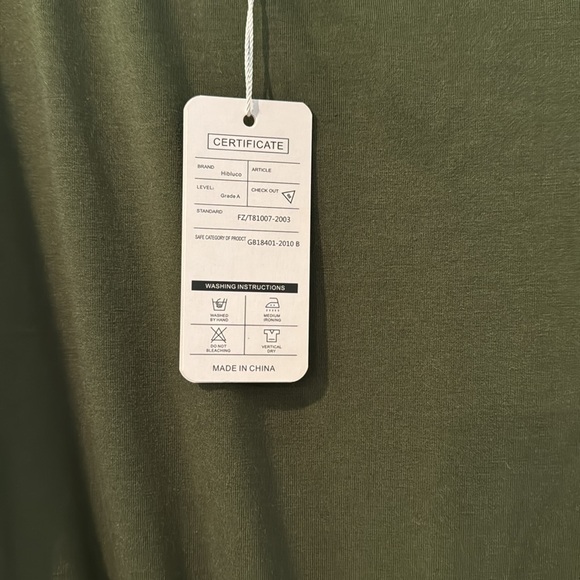 CERTIFICATE
BRAND Hibluco ARTICLE
LEVEL: Grade A CHECK OUT
STANDARD FZ/T81007-2003
SAFE CATEGORY OF PRODCT GB18401-2010 B
WASHING INSTRUCTIONS
WASHED BY HAND
MEDIUM IRONING
DO NOT BLEACHING
VERTICAL DRY
MADE IN CHINA